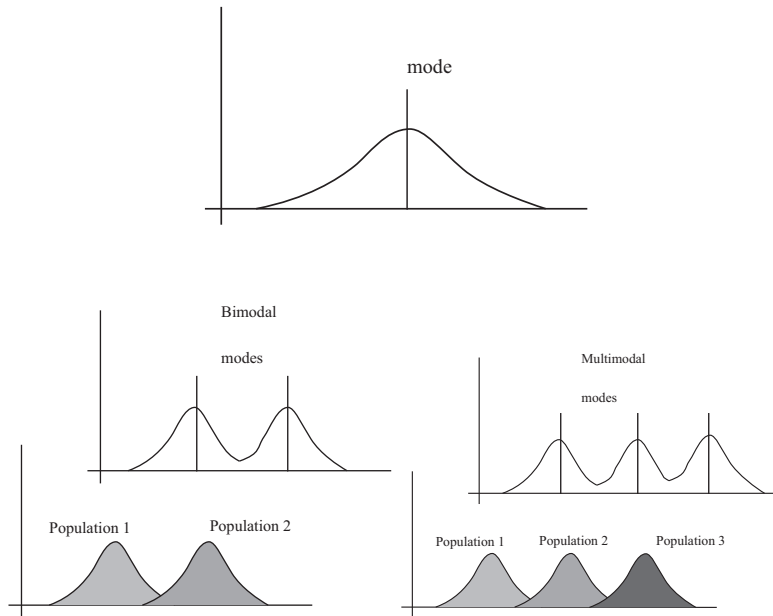 mode
Bimodal
modes
Multimodal
modes
Population 1
Population 2
Population 1
Population 2
Population 3